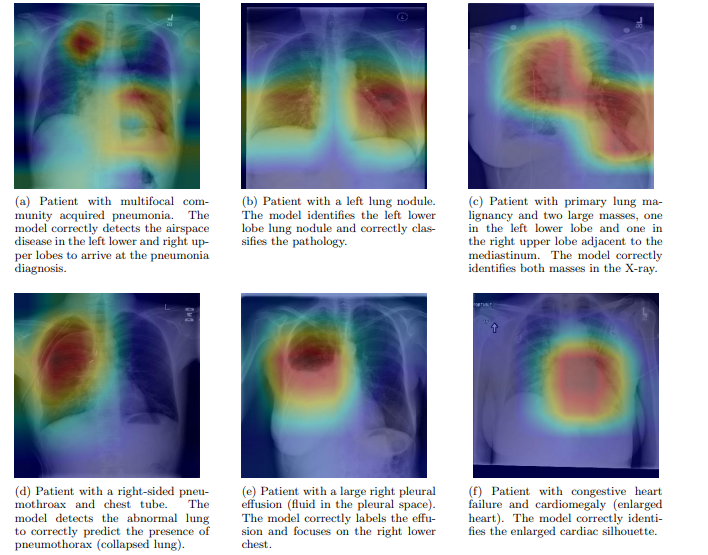 (a) Patient with multifocal com-
munity acquired pneumonia. The
model correctly detects the airspace
disease in the left lower and right up-
per lobes to arrive at the pneumonia
diagnosis.
(b) Patient with a left lung nodule.
The model identifies the left lower
lobe lung nodule and correctly clas-
sifies the pathology.
(c) Patient with primary lung ma-
lignancy and two large masses, one
in the left lower lobe and one in
the right upper lobe adjacent to the
mediastinum. The model correctly
identifies both masses in the X-ray.
L
(d) Patient with a right-sided pneu-
mothroax and chest tube. The
model detects the abnormal lung
to correctly predict the presence of
pneumothorax (collapsed lung).
(e) Patient with a large right pleural
effusion (fluid in the pleural space).
The model correctly labels the effu-
sion and focuses on the right lower
chest.
(f) Patient with congestive heart
failure and cardiomegaly (enlarged
heart). The model correctly identi-
fies the enlarged cardiac silhouette.